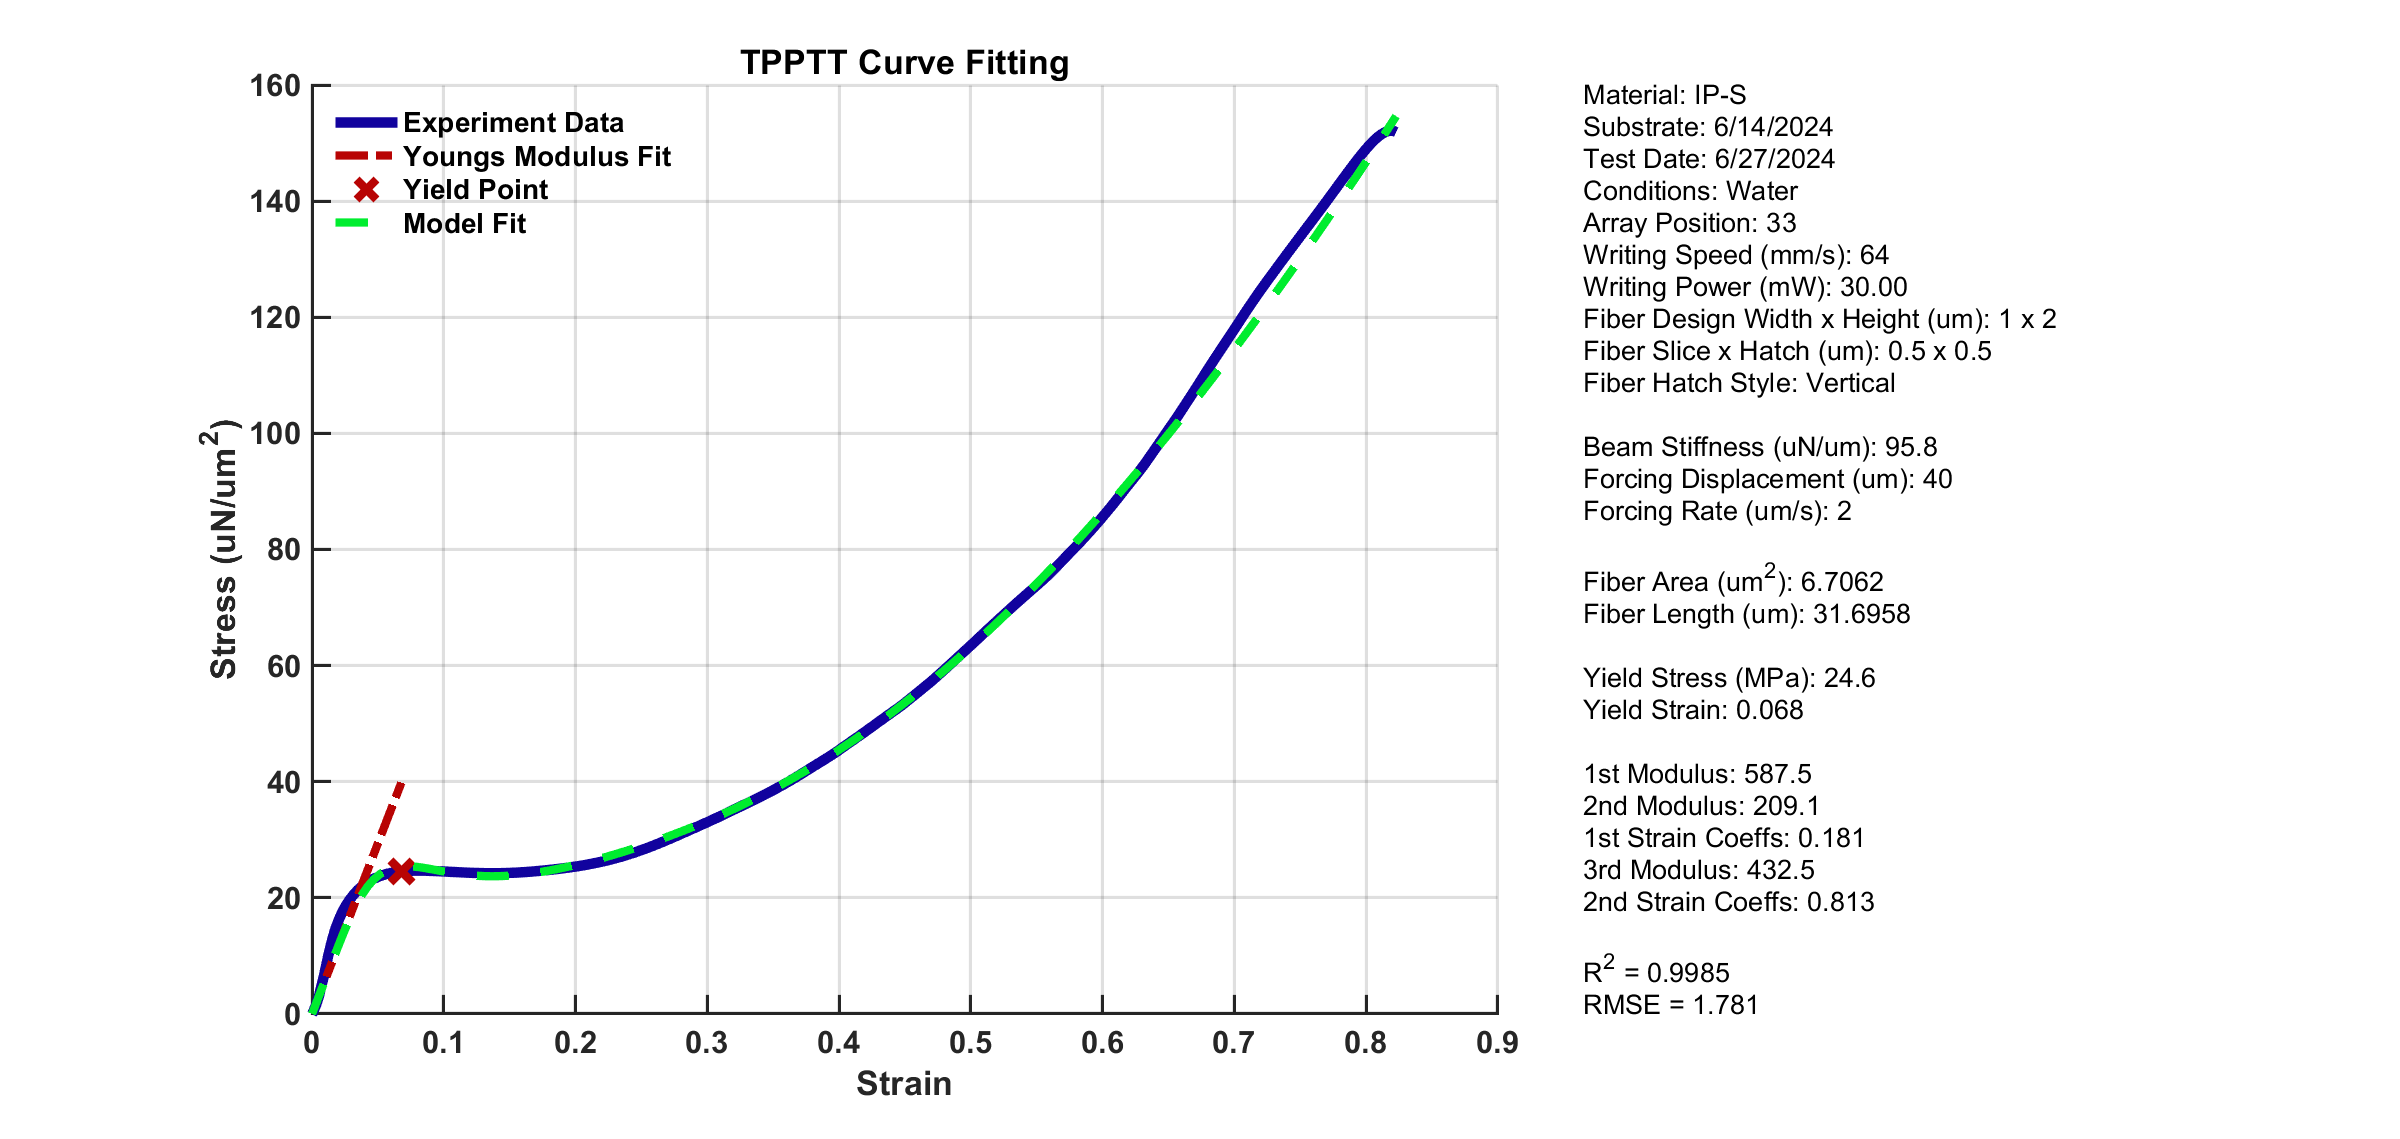 TPPTT Curve Fitting
160
140
120
100
80
60
40
20
0
Stress (uN/um²)
Experiment Data
Youngs Modulus Fit
Yield Point
Model Fit
0
0.1
0.2
0.3
0.4
0.5
0.6
0.7
0.8
0.9
Strain
Material: IP-S
Substrate: 6/14/2024
Test Date: 6/27/2024
Conditions: Water
Array Position: 33
Writing Speed (mm/s): 64
Writing Power (mW): 30.00
Fiber Design Width x Height (um): 1 x 2
Fiber Slice x Hatch (um): 0.5 x 0.5
Fiber Hatch Style: Vertical
Beam Stiffness (uN/um): 95.8
Forcing Displacement (um): 40
Forcing Rate (um/s): 2
Fiber Area (um²): 6.7062
Fiber Length (um): 31.6958
Yield Stress (MPa): 24.6
Yield Strain: 0.068
1st Modulus: 587.5
2nd Modulus: 209.1
1st Strain Coeffs: 0.181
3rd Modulus: 432.5
2nd Strain Coeffs: 0.813
R² = 0.9985
RMSE = 1.781